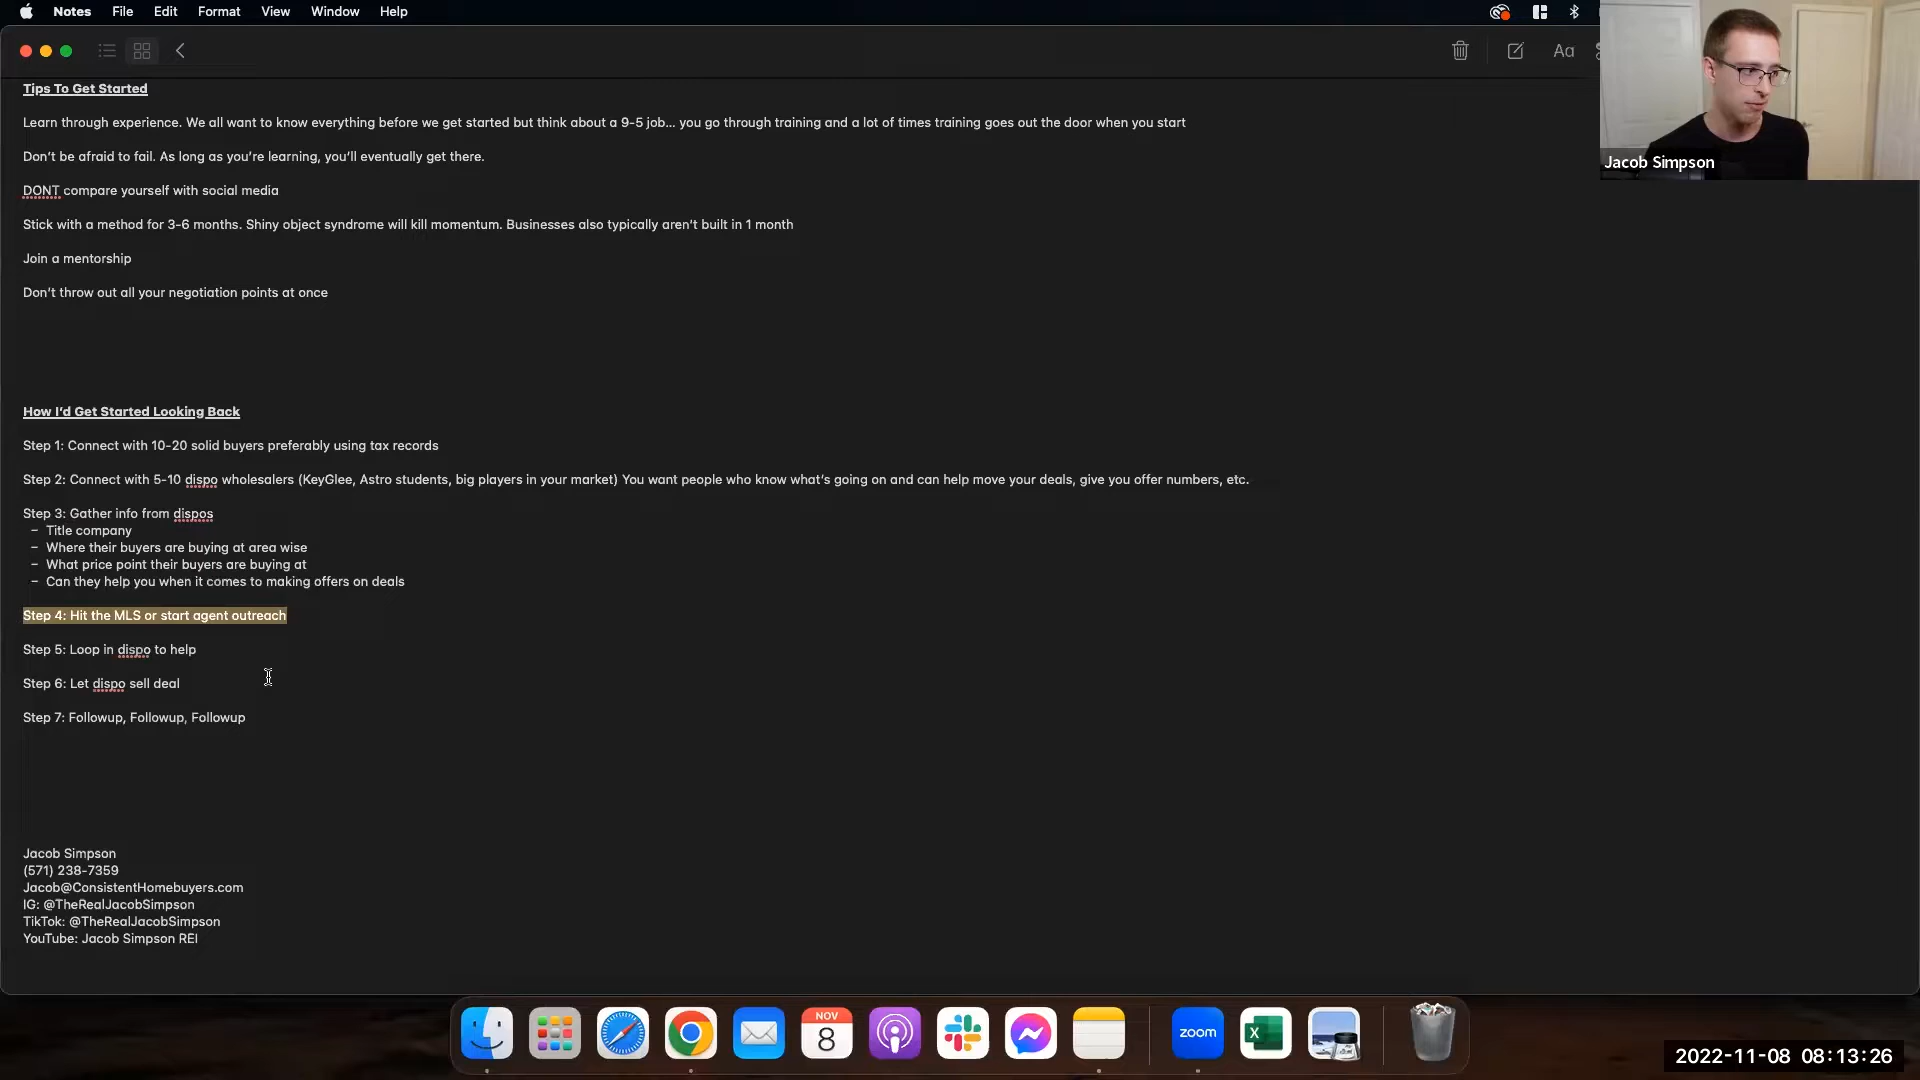 Notes File Edit Format View Window Help
Aa
Tips To Get Started
Learn through experience. We all want to know everything before we get started but think about a 9-5 job... you go through training and a lot of times training goes out the door when you start
Don't be afraid to fail. As long as you're learning, you'll eventually get there.
DONT compare yourself with social media
Jacob Simpson
Stick with a method for 3-6 months. Shiny object syndrome will kill momentum. Businesses also typically aren't built in 1 month
Join a mentorship
Don't throw out all your negotiation points at once
How I'd Get Started Looking Back
Step 1: Connect with 10-20 solid buyers preferably using tax records
Step 2: Connect with 5-10 dispo wholesalers (KeyGlee, Astro students, big players in your market) You want people who know what's going on and can help move your deals, give you offer numbers, etc.
Step 3: Gather info from dispos
– Title company
– Where their buyers are buying at area wise
– What price point their buyers are buying at
– Can they help you when it comes to making offers on deals
Step 4: Hit the MLS or start agent outreach
Step 5: Loop in dispo to help
Step 6: Let dispo sell deal
Step 7: Followup, Followup, Followup
Jacob Simpson
(571) 238-7359
Jacob@ConsistentHomebuyers.com
IG: @TheRealJacobSimpson
TikTok: @TheRealJacobSimpson
YouTube: Jacob Simpson REI
NOV
8
zoom
X
2022-11-08 08:13:26